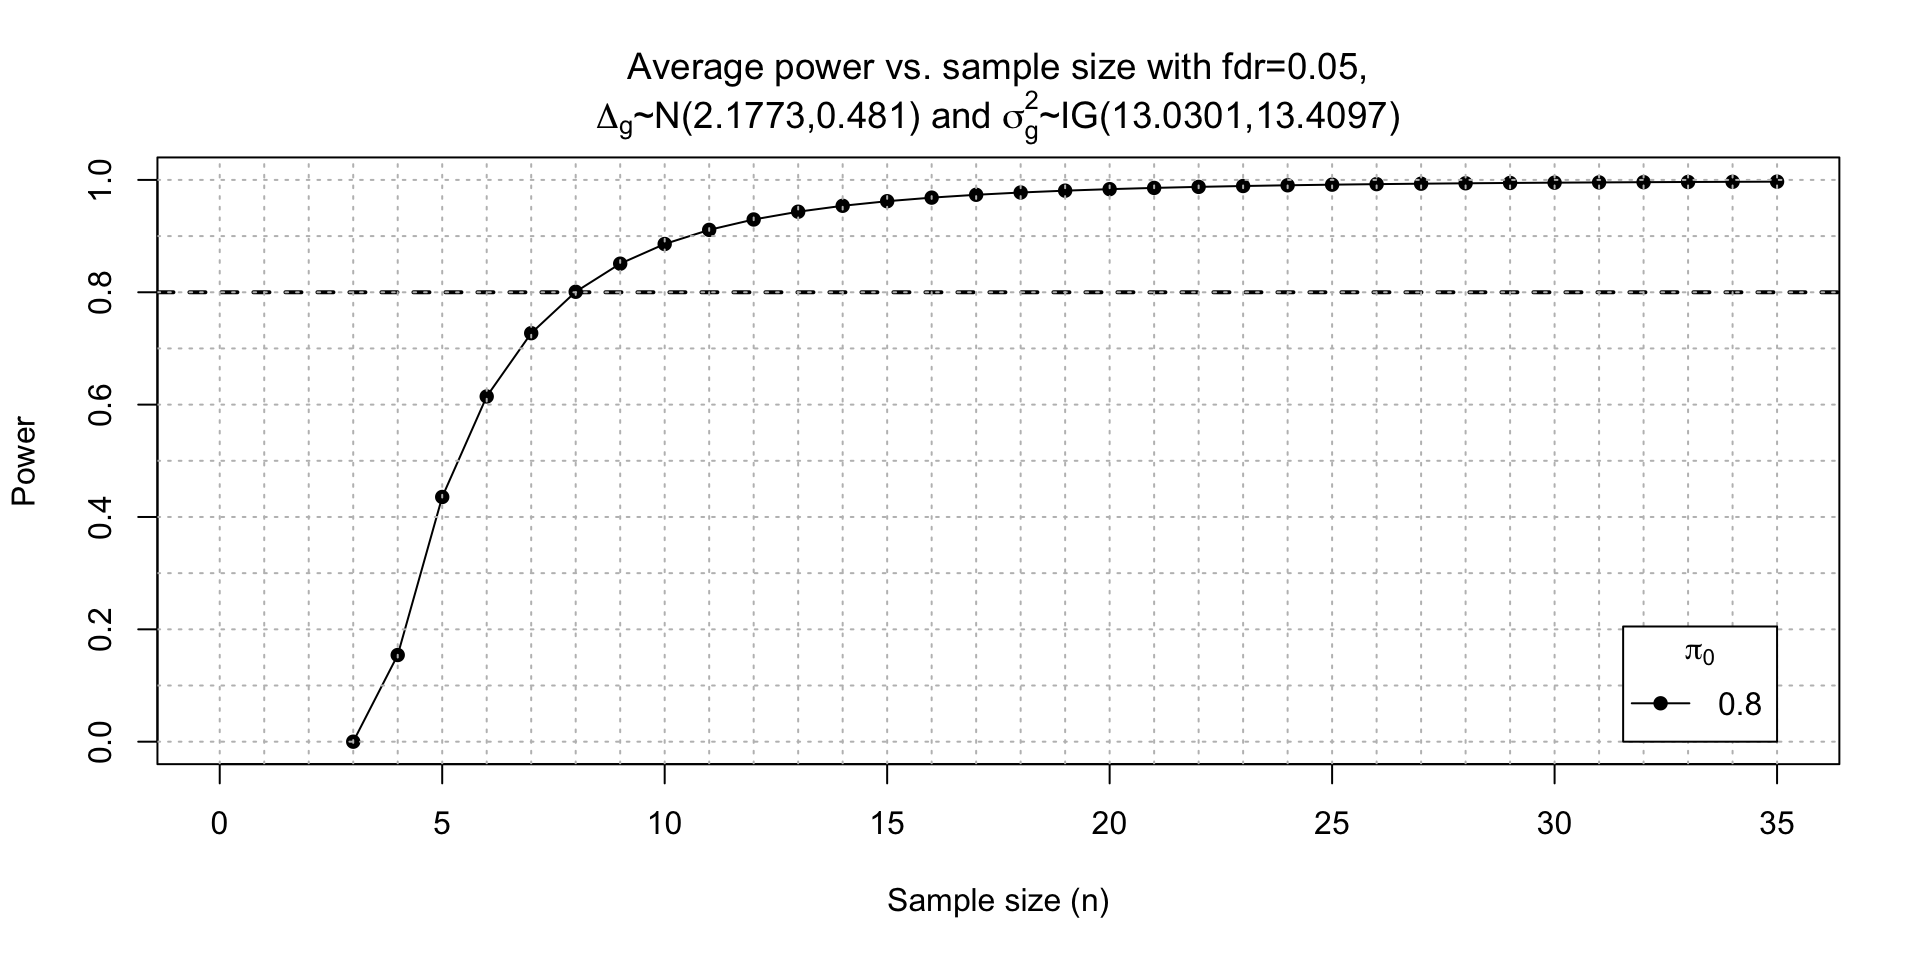 Average power vs. sample size with fdr=0.05,
Δg~N(2.1773,0.481) and σ²g~IG(13.0301,13.4097)
1.0
0.8
0.6
0.4
0.2
0.0
Power
π₀
0.8
0 5 10 15 20 25 30 35
Sample size (n)